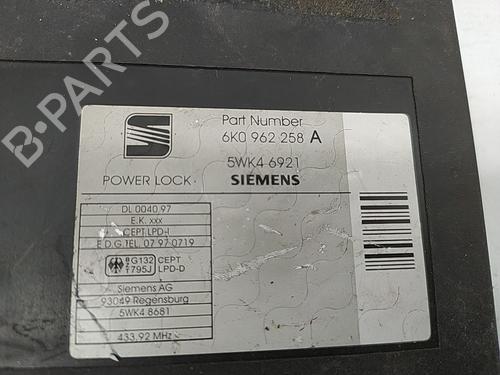 Part Number
6K0 962 258 A
5WK4 6921
POWER LOCK
SIEMENS
DL 0040 97
E.K. xxx
CEPT LPD-I
E D.G.TEL. 07 97 0719
G132
1795J
CEPT
LPD-D
Siemens AG
93049 Regensburg
5WK4 8681
433.92 MHz
B-PARTS